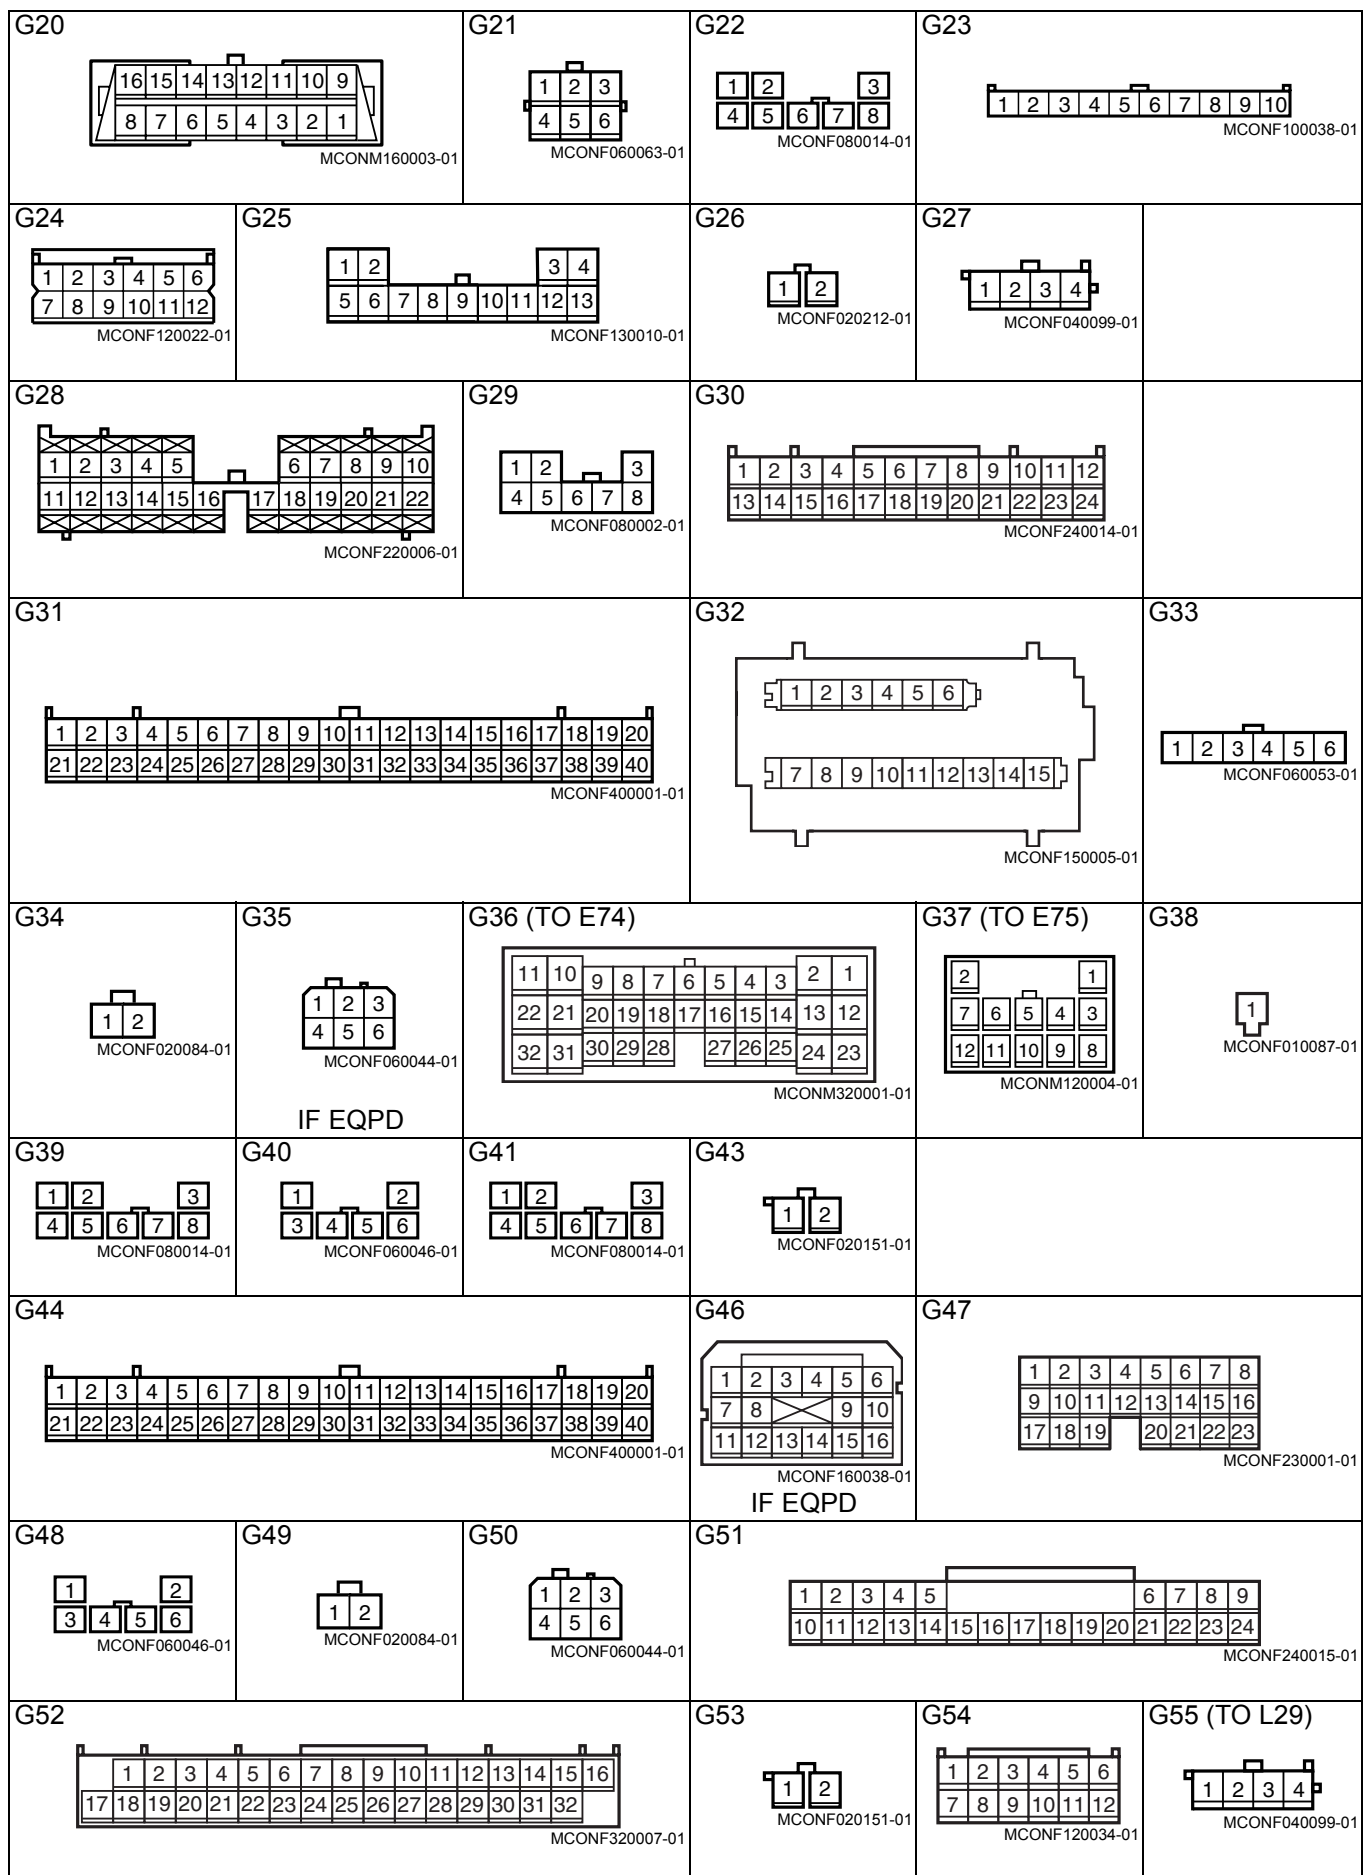 G20
16 15 14 13 12 11 10 9
8 7 6 5 4 3 2 1
MCONM160003-01
G21
1 2 3
4 5 6
MCONF060063-01
G22
1 2 3
4 5 6 7 8
MCONF080014-01
G23
1 2 3 4 5 6 7 8 9 10
MCONF100038-01
G24
1 2 3 4 5 6
7 8 9 10 11 12
MCONF120022-01
G25
1 2 3 4
5 6 7 8 9 10 11 12 13
MCONF130010-01
G26
1 2
MCONF020212-01
G27
1 2 3 4
MCONF040099-01
G28
1 2 3 4 5 6 7 8 9 10
11 12 13 14 15 16 17 18 19 20 21 22
MCONF220006-01
G29
1 2 3
4 5 6 7 8
MCONF080002-01
G30
1 2 3 4 5 6 7 8 9 10 11 12
13 14 15 16 17 18 19 20 21 22 23 24
MCONF240014-01
G31
1 2 3 4 5 6 7 8 9 10 11 12 13 14 15 16 17 18 19 20
21 22 23 24 25 26 27 28 29 30 31 32 33 34 35 36 37 38 39 40
MCONF400001-01
G32
1 2 3 4 5 6
7 8 9 10 11 12 13 14 15
MCONF150005-01
G33
1 2 3 4 5 6
MCONF060053-01
G34
1 2
MCONF020084-01
G35
1 2 3
4 5 6
MCONF060044-01
IF EQPD
G36 (TO E74)
11 10 9 8 7 6 5 4 3 2 1
22 21 20 19 18 17 16 15 14 13 12
32 31 30 29 28 27 26 25 24 23
MCONM320001-01
G37 (TO E75)
2 1
7 6 5 4 3
12 11 10 9 8
MCONM120004-01
G38
1
MCONF010087-01
G39
1 2 3
4 5 6 7 8
MCONF080014-01
G40
1 2
3 4 5 6
MCONF060046-01
G41
1 2 3
4 5 6 7 8
MCONF080014-01
G43
1 2
MCONF020151-01
G44
1 2 3 4 5 6 7 8 9 10 11 12 13 14 15 16 17 18 19 20
21 22 23 24 25 26 27 28 29 30 31 32 33 34 35 36 37 38 39 40
MCONF400001-01
G46
1 2 3 4 5 6
7 8 9 10
11 12 13 14 15 16
MCONF160038-01
IF EQPD
G47
1 2 3 4 5 6 7 8
9 10 11 12 13 14 15 16
17 18 19 20 21 22 23
MCONF230001-01
G48
1 2
3 4 5 6
MCONF060046-01
G49
1 2
MCONF020084-01
G50
1 2 3
4 5 6
MCONF060044-01
G51
1 2 3 4 5 6 7 8 9
10 11 12 13 14 15 16 17 18 19 20 21 22 23 24
MCONF240015-01
G52
1 2 3 4 5 6 7 8 9 10 11 12 13 14 15 16
17 18 19 20 21 22 23 24 25 26 27 28 29 30 31 32
MCONF320007-01
G53
1 2
MCONF020151-01
G54
1 2 3 4 5 6
7 8 9 10 11 12
MCONF120034-01
G55 (TO L29)
1 2 3 4
MCONF040099-01